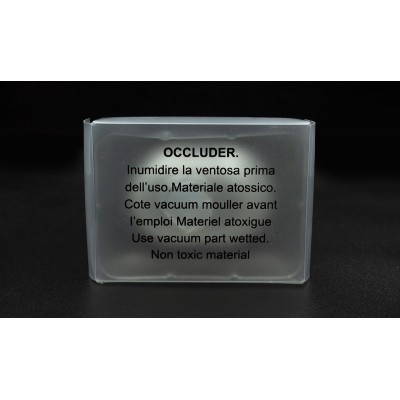 OCCLUDER.
Inumidire la ventosa prima
dell'uso.Materiale atossico.
Cote vacuum mouller avant
l'emploi Materiel atoxigue
Use vacuum part wetted.
Non toxic material